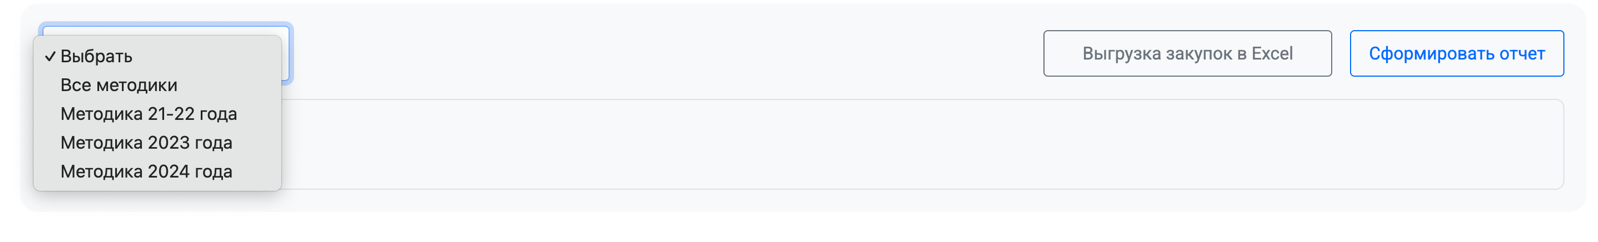 Выбрать
Все методики
Методика 21-22 года
Методика 2023 года
Методика 2024 года
Выгрузка закупок в Excel
Сформировать отчет